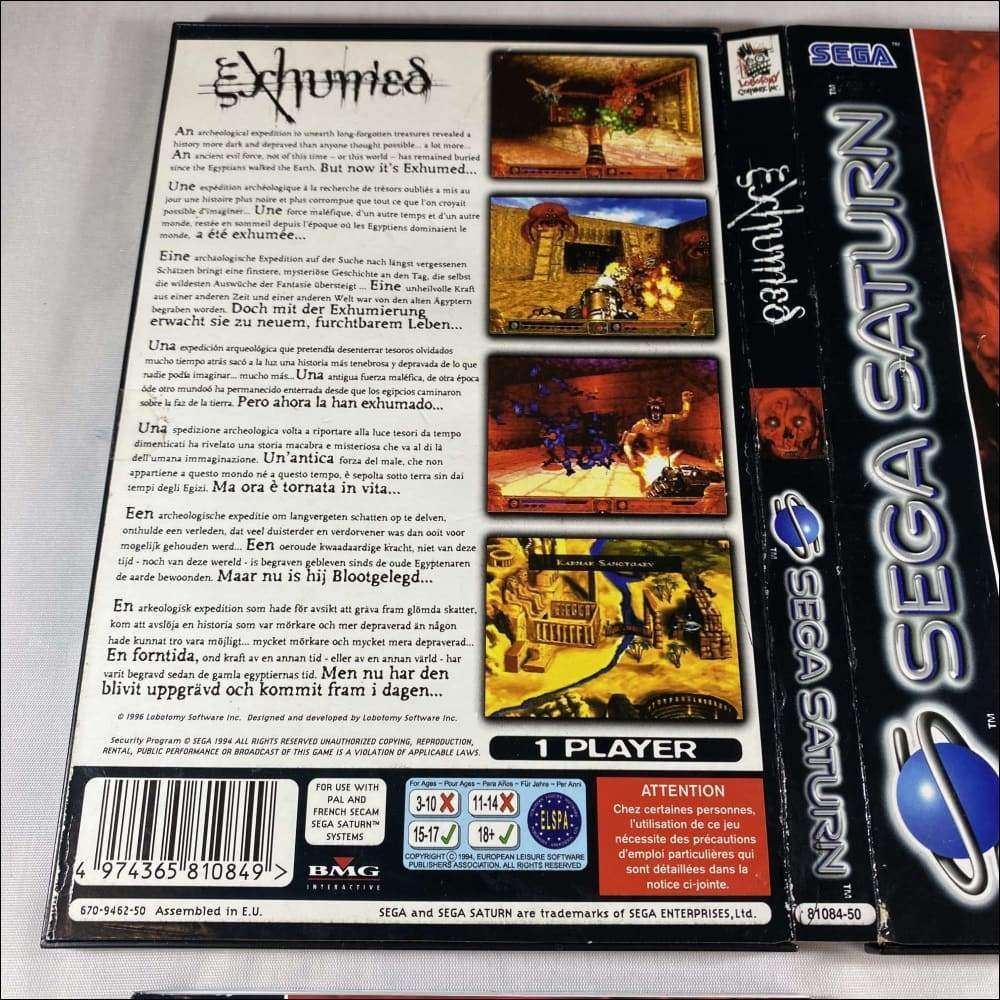 Exhumed
An archeological expedition to unearth long-forgotten treasures revealed a
history more dark and depraved than anyone thought possible... a lot more...
An ancient evil force, not of this time – or this world – has remained buried
since the Egyptians walked the Earth. But now it's Exhumed...
Une expédition archéologique à la recherche de trésors oubliés a mis au
jour une histoire plus noire et plus corrompue que tout ce que l'on croyait
possible d'imaginer... Une force maléfique, d'un autre temps et d'un autre
monde, restée en sommeil depuis l'époque où les Egyptiens dominaient le
monde, a été exhumée...
Eine archäologische Expedition auf der Suche nach längst vergessenen
Schätzen bringt eine finstere, mysteriöse Geschichte an den Tag, die selbst
die wildesten Auswüche der Fantasie übersteigt ... Eine unheilvolle Kraft
aus einer anderen Zeit und einer anderen Welt war von den alten Ägyptern
begraben worden. Doch mit der Exhumierung
erwacht sie zu neuem, furchtbarem Leben...
Una expedición arqueológica que pretendía desenterrar tesoros olvidados
mucho tiempo atrás sacó a la luz una historia más tenebrosa y depravada de lo que
nadie podía imaginar... mucho más... Una antigua fuerza maléfica, de otra época
óde otro mundoó ha permanecido enterrada desde que los egipcios caminaron
sobre la faz de la tierra. Pero ahora la han exhumado...
Una spedizione archeologica volta a riportare alla luce tesori da tempo
dimenticati ha rivelato una storia macabra e misteriosa che va al di là
dell'umana immaginazione. Un'antica forza del male, che non
appartiene a questo mondo né a questo tempo, è sepolta sotto terra sin dai
tempi degli Egizi. Ma ora è tornata in vita...
Een archeologische expeditie om langvergeten schatten op te delven,
onthulde een verleden, dat veel duisterder en verdorvener was dan ooit voor
mogelijk gehouden werd... Een oeroude kwaadaardige kracht, niet van deze
tijd - noch van deze wereld - is begraven gebleven sinds de oude Egyptenaren
de aarde bewoonden. Maar nu is hij Blootgelegd...
En arkeologisk expedition som hade för avsikt att gräva fram glömda skatter,
kom att avslöja en historia som var mörkare och mer depraverad än någon
hade kunnat tro vara möjligt... mycket mörkare och mycket mera depraverad...
En forntida, ond kraft av en annan tid - eller av en annan värld - har
varit begravd sedan de gamla egyptiernas tid. Men nu har den
blivit uppgrävd och kommit fram i dagen...
© 1996 Lobotomy Software Inc. Designed and developed by Lobotomy Software Inc.
Security Program © SEGA 1994 ALL RIGHTS RESERVED UNAUTHORIZED COPYING, REPRODUCTION,
RENTAL, PUBLIC PERFORMANCE OR BROADCAST OF THIS GAME IS A VIOLATION OF APPLICABLE LAWS.
KARNAK SANCTUARY
1 PLAYER
4 974365 810849 >
FOR USE WITH
PAL AND
FRENCH SECAM
SEGA SATURN™
SYSTEMS
BMG
INTERACTIVE
For Ages ~ Pour Ages ~ Para Años ~ Für Jahre ~ Per Anni
3-10 11-14
15-17 18+
ELSPA
COPYRIGHT © 1994, EUROPEAN LEISURE SOFTWARE
PUBLISHERS ASSOCIATION. ALL RIGHTS RESERVED
ATTENTION
Chez certaines personnes,
l'utilisation de ce jeu
nécessite des précautions
d'emploi particulières qui
sont détaillées dans la
notice ci-jointe.
670-9462-50 Assembled in E.U.
SEGA and SEGA SATURN are trademarks of SEGA ENTERPRISES,Ltd.
LOBOTOMY
SOFTWARE, INC.
Exhumed
SEGA SATURN™
81084-50
SEGA™
SEGA SATURN™